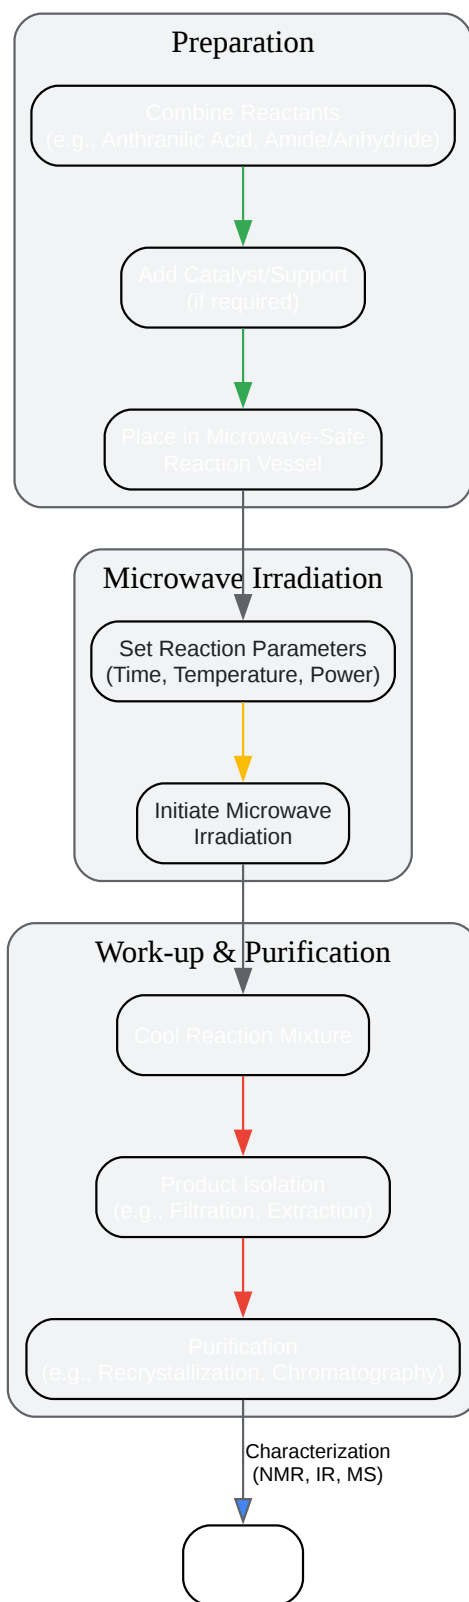 Preparation
Combine Reactants
(e.g., Anthranilic Acid, Amide/Anhydride)
Add Catalyst/Support
(if required)
Place in Microwave-Safe
Reaction Vessel
Microwave Irradiation
Set Reaction Parameters
(Time, Temperature, Power)
Initiate Microwave
Irradiation
Work-up & Purification
Cool Reaction Mixture
Product Isolation
(e.g., Filtration, Extraction)
Purification
(e.g., Recrystallization, Chromatography)
Characterization
(NMR, IR, MS)